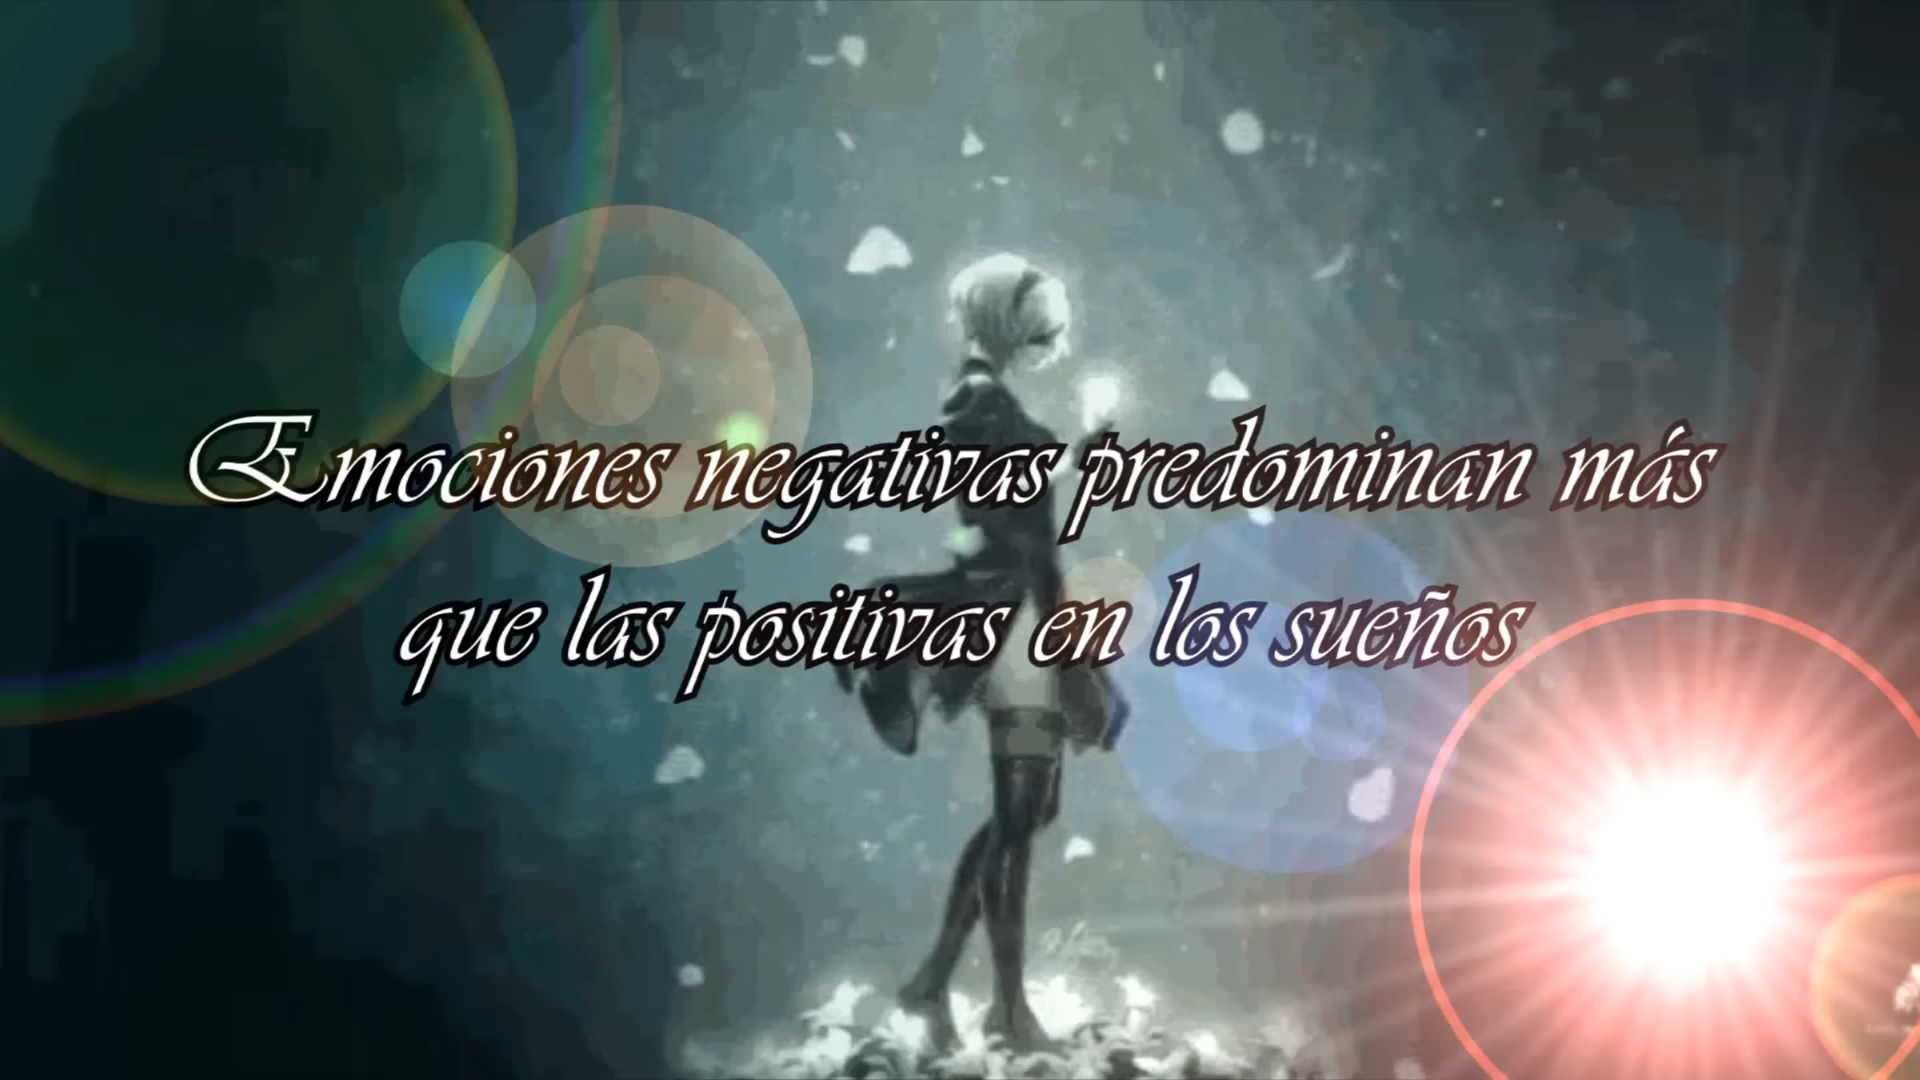 Emociones negativas predominan más
que las positivas en los sueños